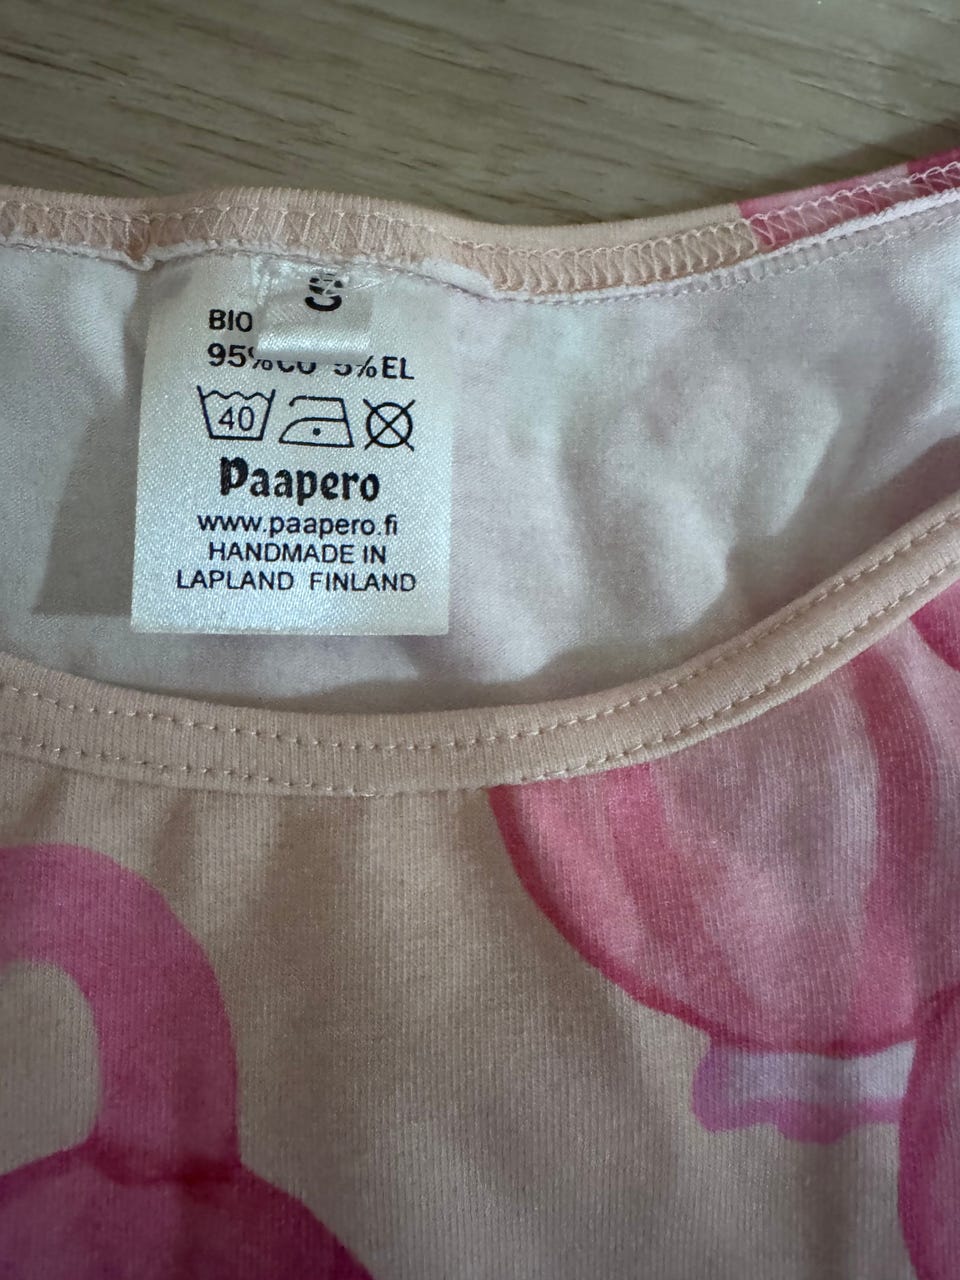 BIO
95%CO 5%EL
40
Paapero
www.paapero.fi
HANDMADE IN
LAPLAND FINLAND